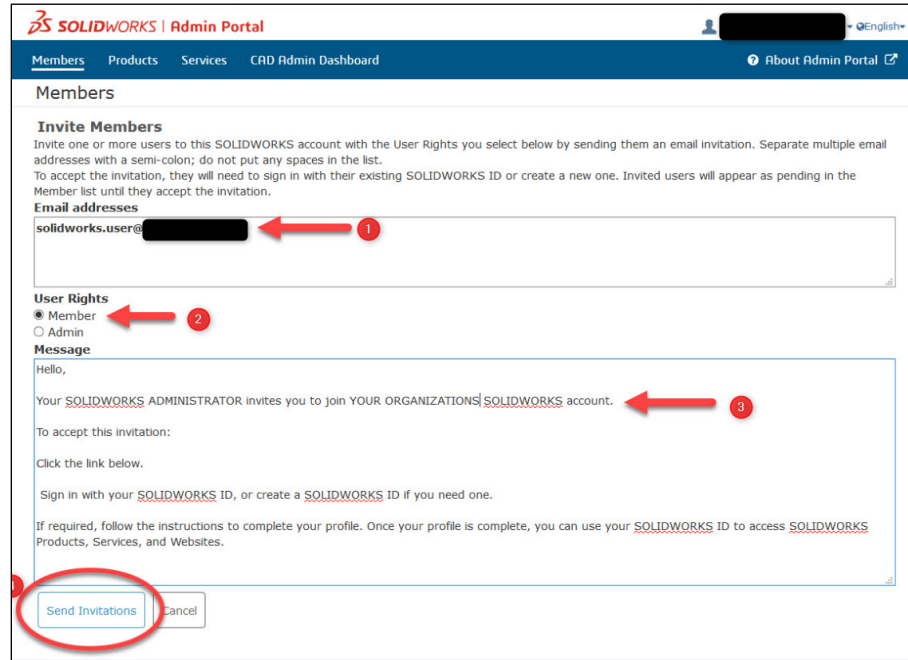 3S SOLIDWORKS | Admin Portal
English
Members Products Services CAD Admin Dashboard ? About Admin Portal
Members
Invite Members
Invite one or more users to this SOLIDWORKS account with the User Rights you select below by sending them an email invitation. Separate multiple email
addresses with a semi-colon; do not put any spaces in the list.
To accept the invitation, they will need to sign in with their existing SOLIDWORKS ID or create a new one. Invited users will appear as pending in the
Member list until they accept the invitation.
Email addresses
solidworks.user@
1
User Rights
Member
2
Admin
Message
Hello,
Your SOLIDWORKS ADMINISTRATOR invites you to join YOUR ORGANIZATIONS SOLIDWORKS account.
3
To accept this invitation:
Click the link below.
Sign in with your SOLIDWORKS ID, or create a SOLIDWORKS ID if you need one.
If required, follow the instructions to complete your profile. Once your profile is complete, you can use your SOLIDWORKS ID to access SOLIDWORKS
Products, Services, and Websites.
Send Invitations Cancel